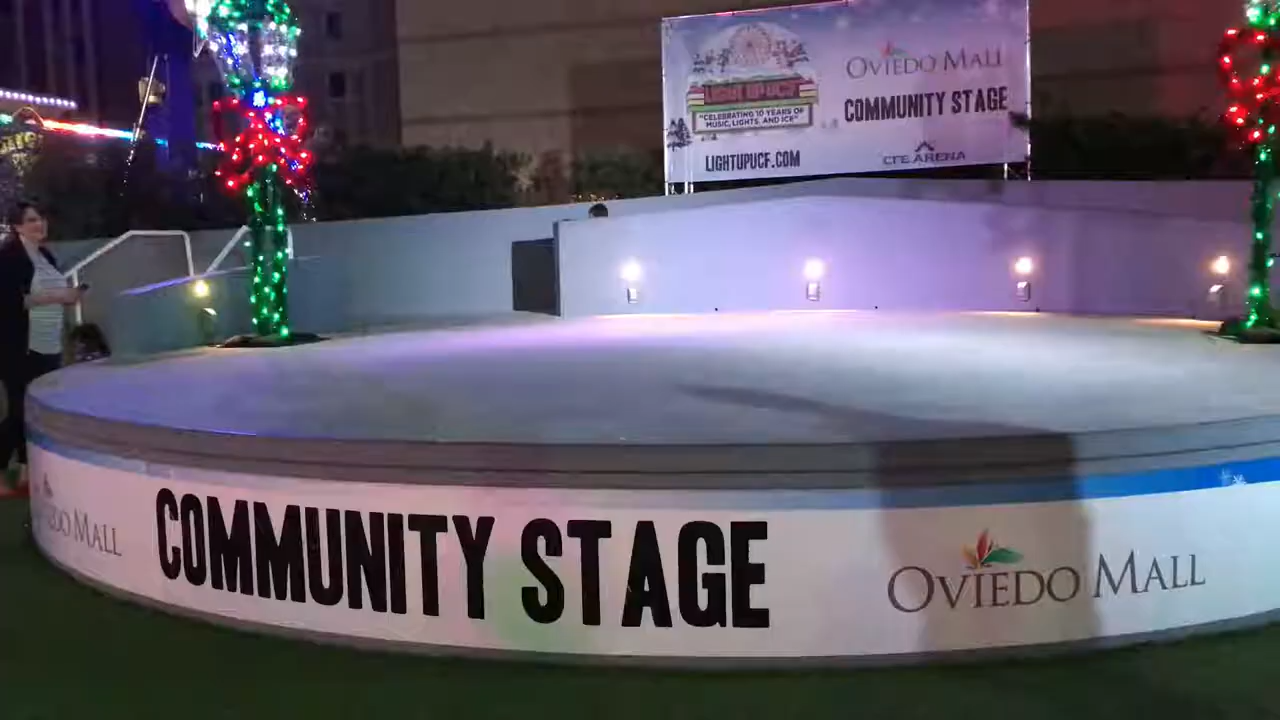 LIGHT UP UCF
"CELEBRATING 10 YEARS OF
MUSIC, LIGHTS, AND ICE"
LIGHTUPUCF.COM
OVIEDO MALL
COMMUNITY STAGE
CFE ARENA
OVIEDO MALL
COMMUNITY STAGE
OVIEDO MALL